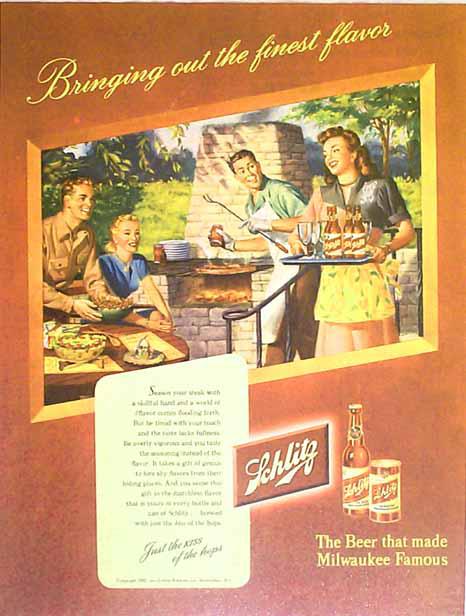 Bringing out the finest flavor
Season your steak with
a skillful hand and a world of
flavor comes flooding forth.
But be timid with your touch
and the taste lacks fullness.
Be overly vigorous and you taste
the seasoning instead of the
flavor. It takes a gift of genius
to lure shy flavors from their
hiding places. And you sense this
gift in the matchless flavor
that is yours in every bottle and
can of Schlitz . . . brewed
with just the kiss of the hops.
Just the KISS
of the hops
Schlitz
Schlitz
Schlitz
The Beer that made
Milwaukee Famous